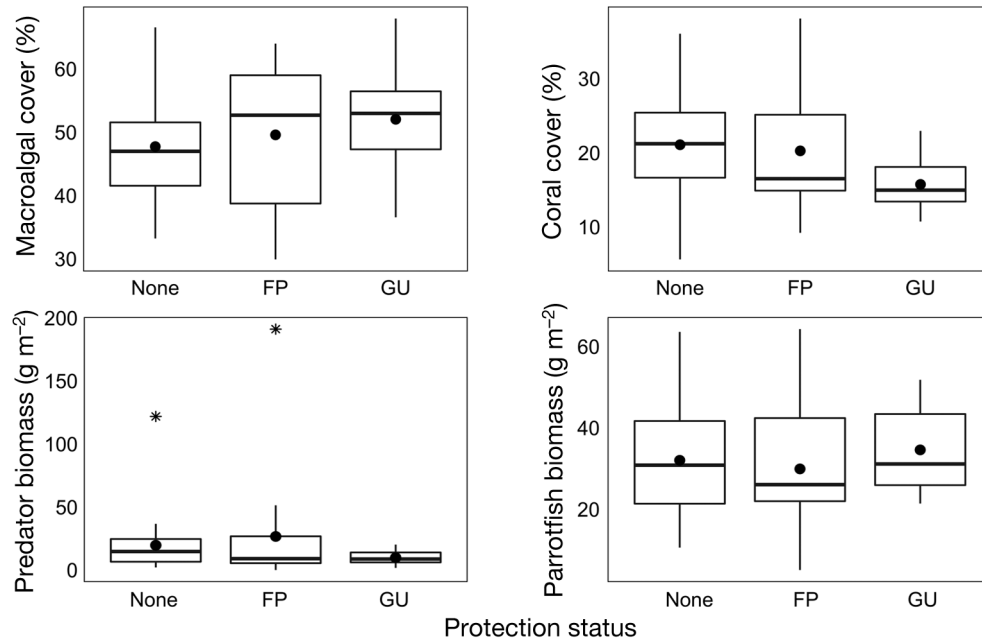 Macroalgal cover (%)
60
50
40
30
None FP GU
Coral cover (%)
30
20
10
None FP GU
Predator biomass (g m⁻²)
200
150
100
50
0
None FP GU
Parrotfish biomass (g m⁻²)
60
40
20
None FP GU
Protection status